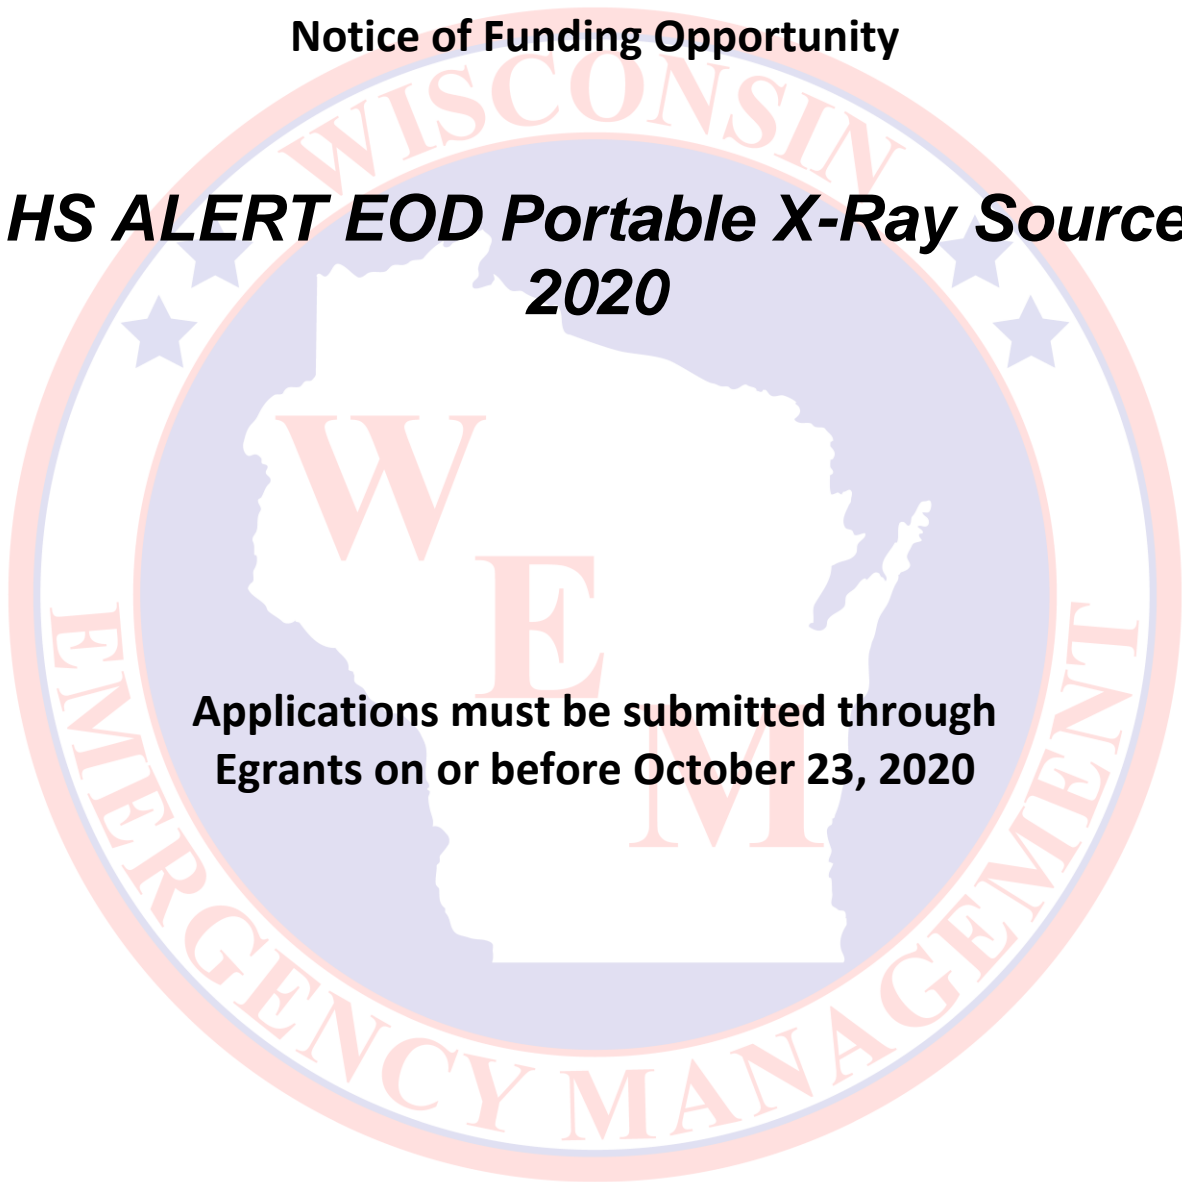 Notice of Funding Opportunity
WISCONSIN
HS ALERT EOD Portable X-Ray Source
2020
W
E
M
Applications must be submitted through
Egrants on or before October 23, 2020
EMERGENCY MANAGEMENT